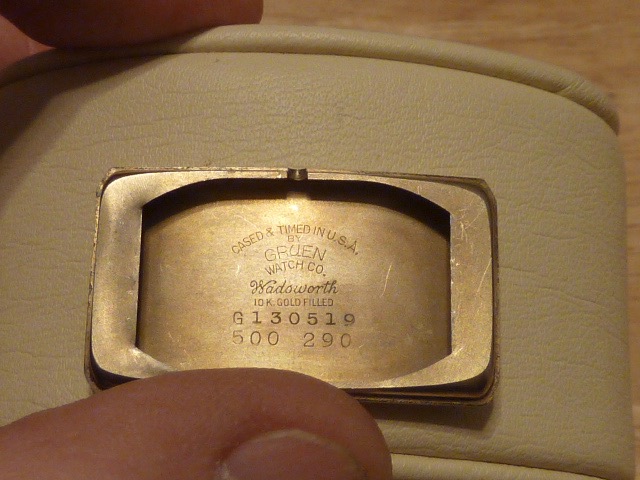 CASED & TIMED IN U.S.A.
BY
GRUEN
WATCH CO.
Wadsworth
10 K. GOLD FILLED
G130519
500 290